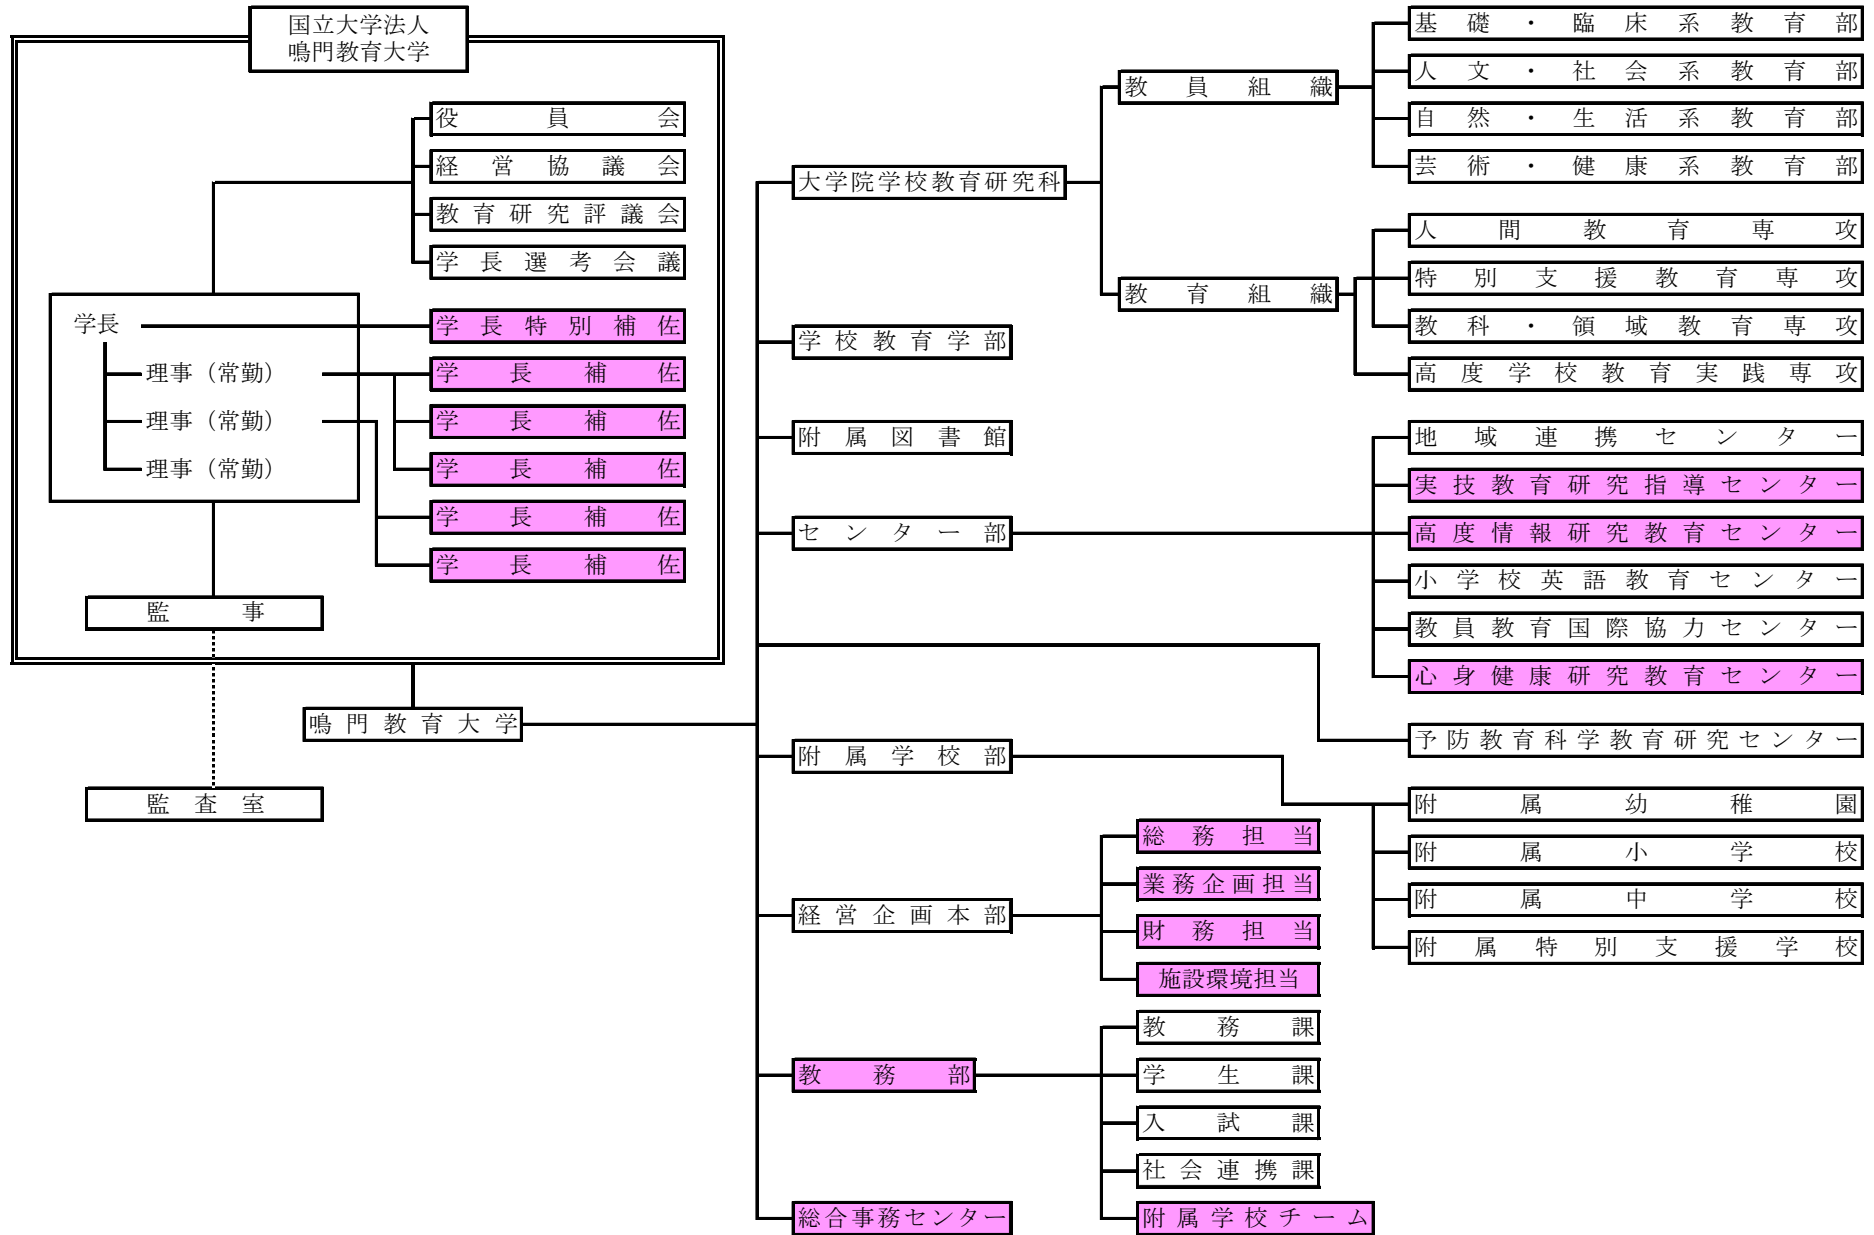 国立大学法人
鳴門教育大学
役員会
経営協議会
教育研究評議会
学長選考会議
学長
学長特別補佐
理事（常勤）
学長補佐
理事（常勤）
学長補佐
理事（常勤）
学長補佐
学長補佐
学長補佐
監事
鳴門教育大学
監査室
大学院学校教育研究科
教員組織
基礎・臨床系教育部
人文・社会系教育部
自然・生活系教育部
芸術・健康系教育部
教育組織
人間教育専攻
特別支援教育専攻
教科・領域教育専攻
高度学校教育実践専攻
学校教育学部
附属図書館
センター部
地域連携センター
実技教育研究指導センター
高度情報研究教育センター
小学校英語教育センター
教員教育国際協力センター
心身健康研究教育センター
予防教育科学教育研究センター
附属学校部
附属幼稚園
附属小学校
附属中学校
附属特別支援学校
経営企画本部
総務担当
業務企画担当
財務担当
施設環境担当
教務部
教務課
学生課
入試課
社会連携課
附属学校チーム
総合事務センター